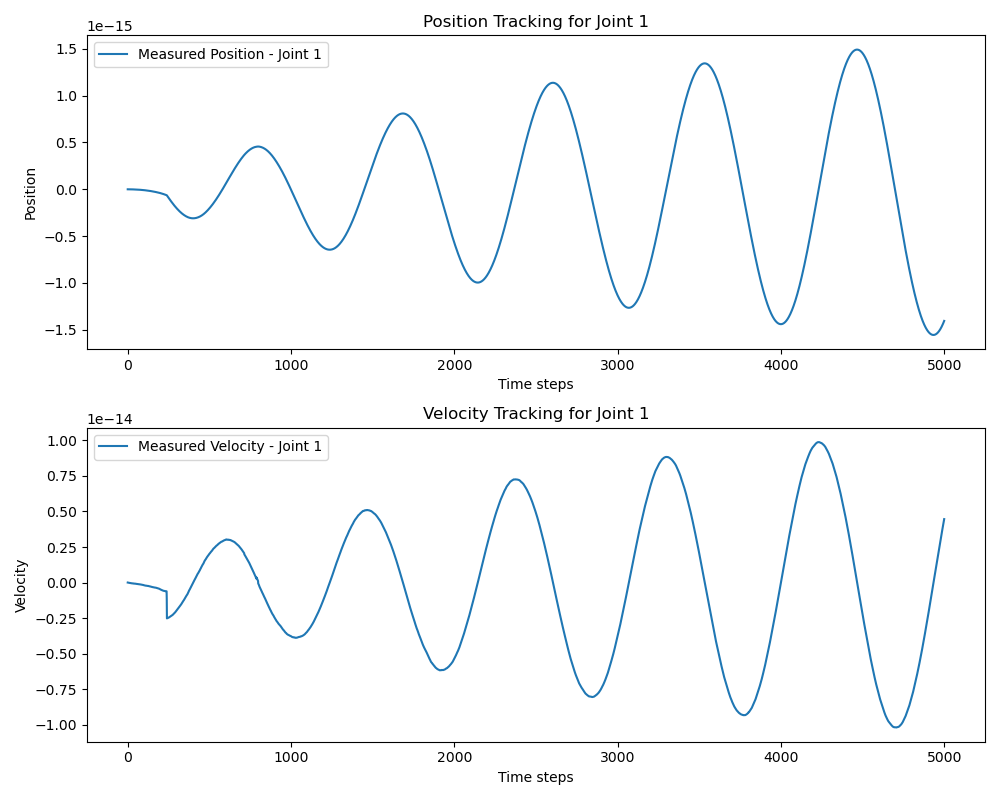 Position Tracking for Joint 1
1e−15
Measured Position - Joint 1
1.5
1.0
0.5
0.0
−0.5
−1.0
−1.5
Position
0 1000 2000 3000 4000 5000
Time steps
Velocity Tracking for Joint 1
1e−14
Measured Velocity - Joint 1
1.00
0.75
0.50
0.25
0.00
−0.25
−0.50
−0.75
−1.00
Velocity
0 1000 2000 3000 4000 5000
Time steps